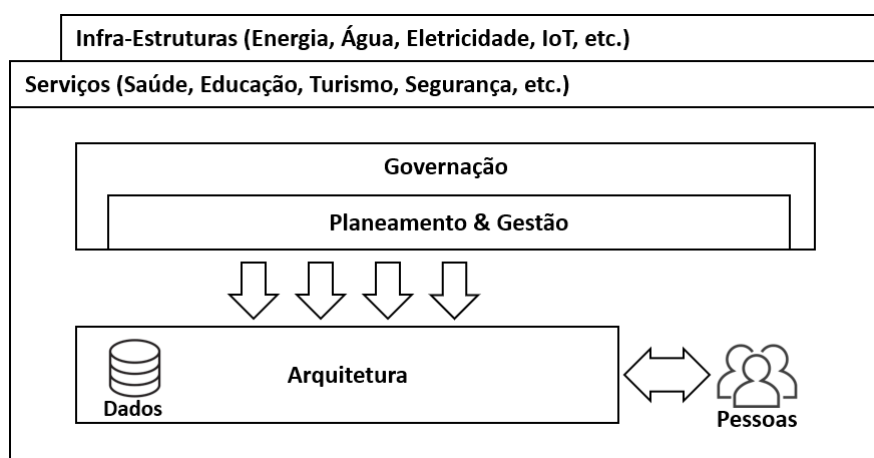 Infra-Estruturas (Energia, Água, Eletricidade, IoT, etc.)
Serviços (Saúde, Educação, Turismo, Segurança, etc.)
Governação
Planeamento & Gestão
Arquitetura
Dados
Pessoas